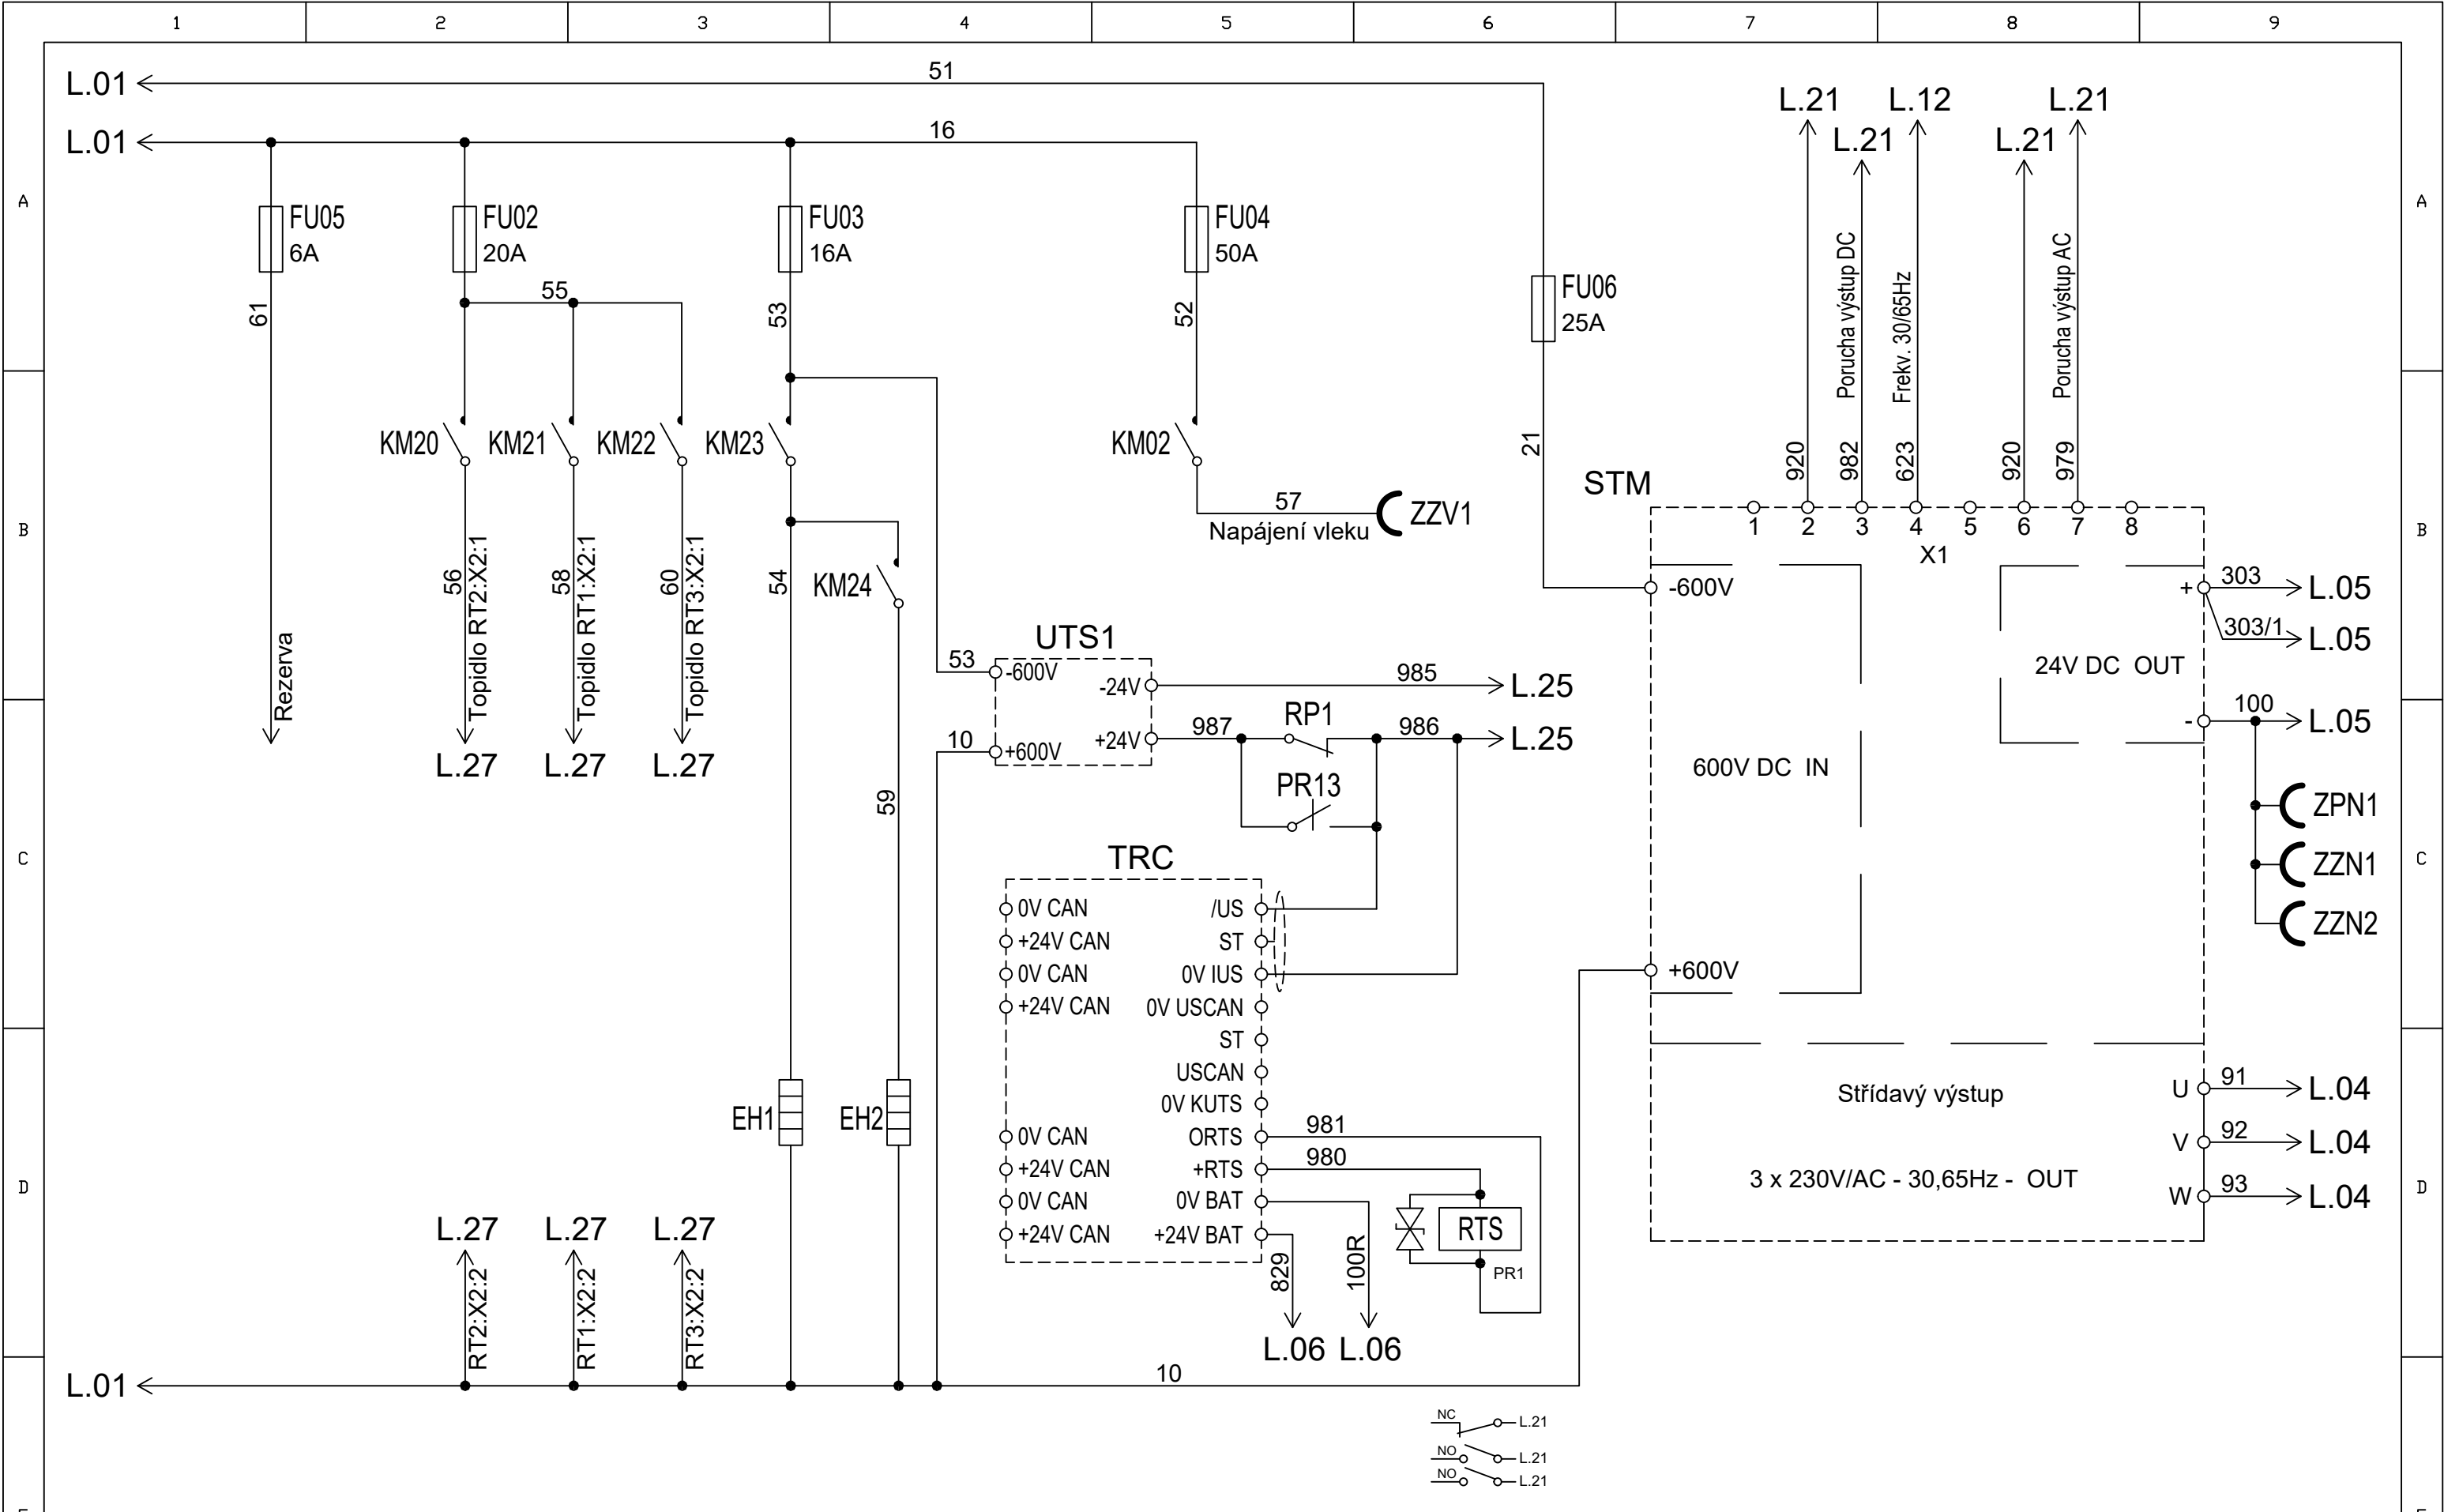 1 2 3 4 5 6 7 8 9
L.01 51
L.01 16
L.21 L.12 L.21
L.21 L.21
A A
FU05 FU02 FU03 FU04
6A 20A 16A 50A
FU06
25A
Porucha výstup DC
Frekv. 30/65Hz
Porucha výstup AC
61 55 53 52
21
KM20 KM21 KM22 KM23 KM02
920 982 623 920 979
STM
57 ZZV1
Napájení vleku
1 2 3 4 5 6 7 8
X1
B B
56 58 60 54 KM24
Rezerva
Topidlo RT2:X2:1
Topidlo RT1:X2:1
Topidlo RT3:X2:1
-600V
+ 303 L.05
303/1 L.05
24V DC OUT
- 100 L.05
UTS1
53 -600V
-24V 985 L.25
10 +600V
+24V 987 RP1 986 L.25
PR13
L.27 L.27 L.27
59
600V DC IN
ZPN1
ZZN1
ZZN2
C C
TRC
0V CAN /US
+24V CAN ST
0V CAN 0V IUS
+24V CAN 0V USCAN
ST
USCAN
0V KUTS
0V CAN ORTS 981
+24V CAN +RTS 980
0V CAN 0V BAT
+24V CAN +24V BAT
+600V
EH1 EH2
Střídavý výstup
3 x 230V/AC - 30,65Hz - OUT
U 91 L.04
V 92 L.04
W 93 L.04
D D
RTS
PR1
829 100R
L.06 L.06
L.27 L.27 L.27
RT2:X2:2
RT1:X2:2
RT3:X2:2
L.01 10
NC L.21
NO L.21
NO L.21